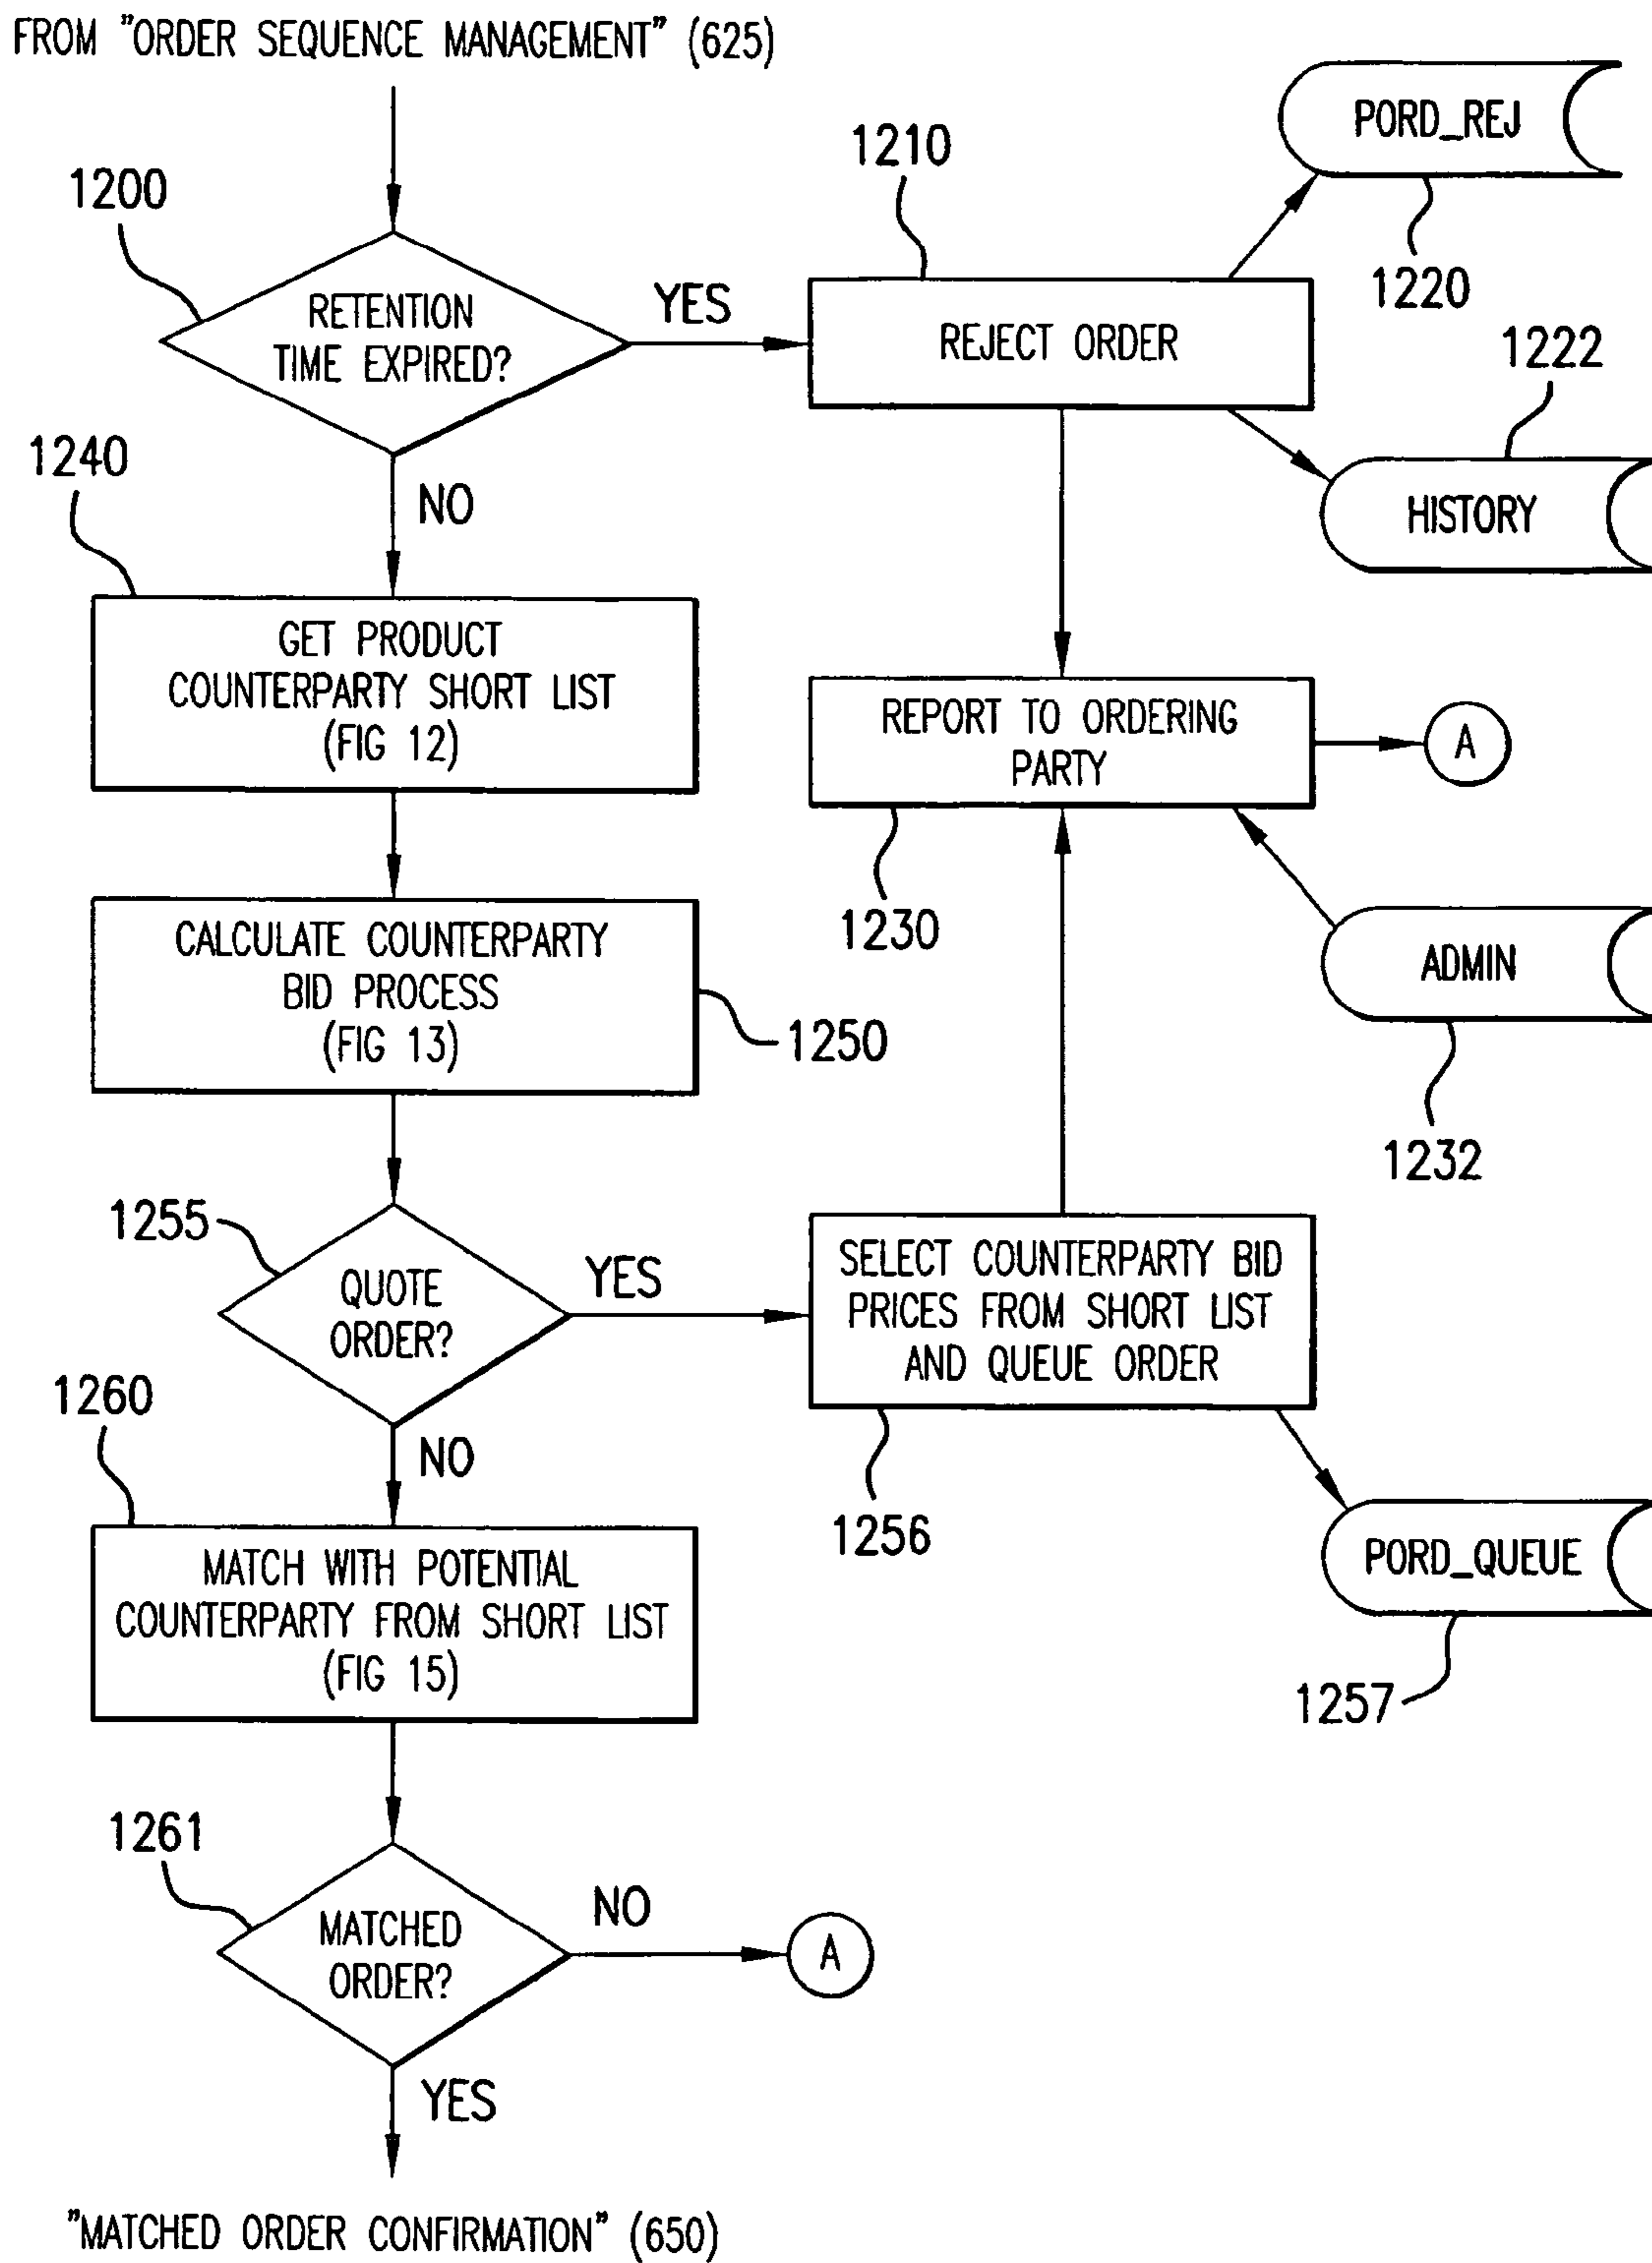 FROM "ORDER SEQUENCE MANAGEMENT" (625)
PORD_REJ
1210
1200
1220
RETENTION
TIME EXPIRED?
YES
REJECT ORDER
1222
1240
NO
HISTORY
GET PRODUCT
COUNTERPARTY SHORT LIST
(FIG 12)
REPORT TO ORDERING
PARTY
A
1230
CALCULATE COUNTERPARTY
BID PROCESS
(FIG 13)
1250
ADMIN
1232
1255
QUOTE
ORDER?
YES
SELECT COUNTERPARTY BID
PRICES FROM SHORT LIST
AND QUEUE ORDER
1260
NO
1256
PORD_QUEUE
MATCH WITH POTENTIAL
COUNTERPARTY FROM SHORT LIST
(FIG 15)
1257
1261
MATCHED
ORDER?
NO
A
YES
"MATCHED ORDER CONFIRMATION" (650)